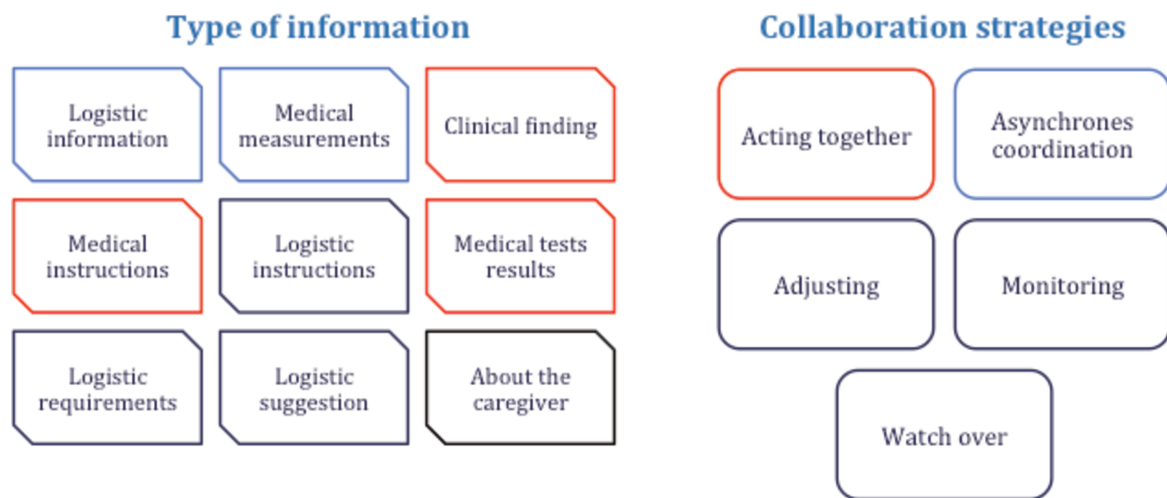 Type of information
Logistic
information
Medical
measurements
Clinical finding
Medical
instructions
Logistic
instructions
Medical tests
results
Logistic
requirements
Logistic
suggestion
About the
caregiver
Collaboration strategies
Acting together
Asynchrones
coordination
Adjusting
Monitoring
Watch over